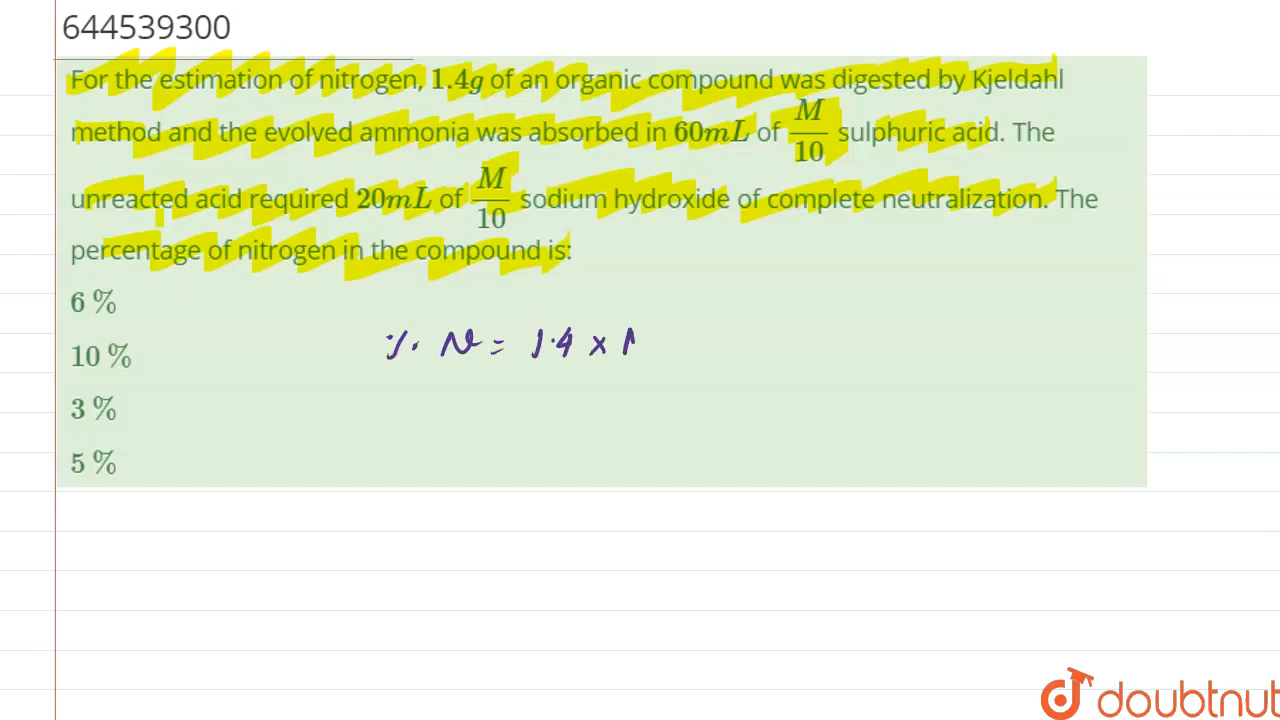 644539300
For the estimation of nitrogen, 1.4g of an organic compound was digested by Kjeldahl
method and the evolved ammonia was absorbed in 60mL of M/10 sulphuric acid. The
unreacted acid required 20mL of M/10 sodium hydroxide of complete neutralization. The
percentage of nitrogen in the compound is:
6 %
10 %
% N = 1.4 ×
3 %
5 %
doubtnut